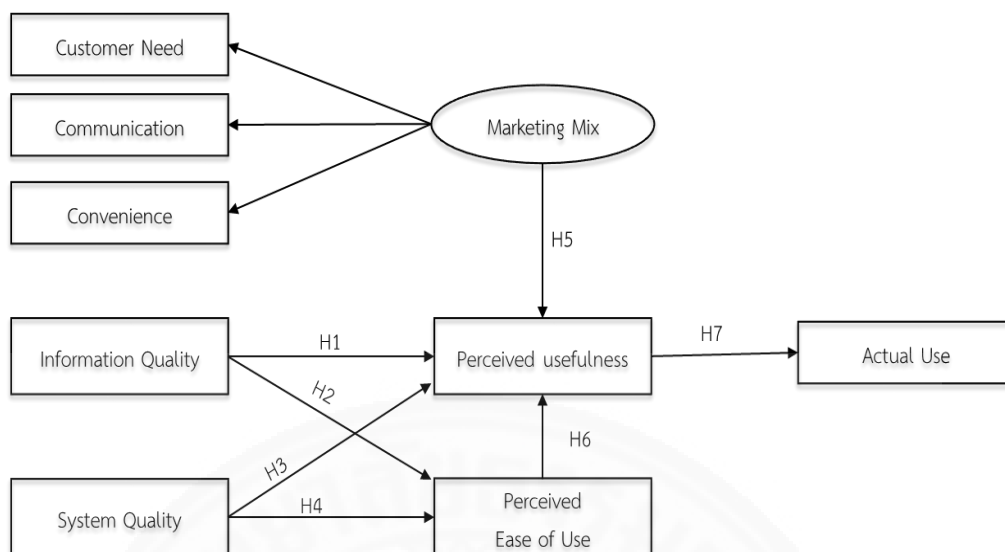 Customer Need
Communication
Convenience
Marketing Mix
H5
Information Quality
H1
Perceived usefulness
H7
Actual Use
H2
H3
H6
System Quality
H4
Perceived
Ease of Use